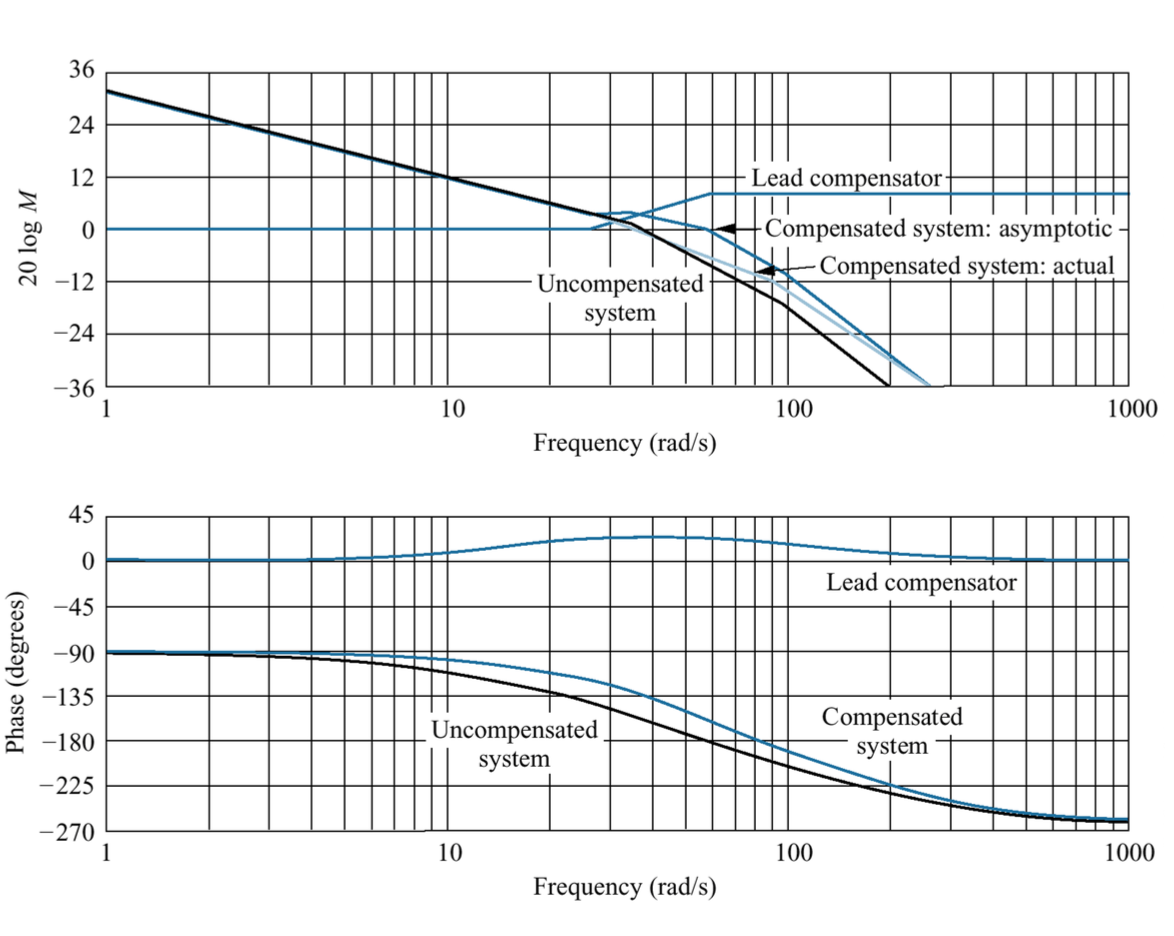 36
24
12
0
−12
−24
−36
20 log M
Lead compensator
Compensated system: asymptotic
Compensated system: actual
Uncompensated
system
1
10
100
1000
Frequency (rad/s)
45
0
−45
−90
−135
−180
−225
−270
Phase (degrees)
Lead compensator
Uncompensated
system
Compensated
system
1
10
100
1000
Frequency (rad/s)